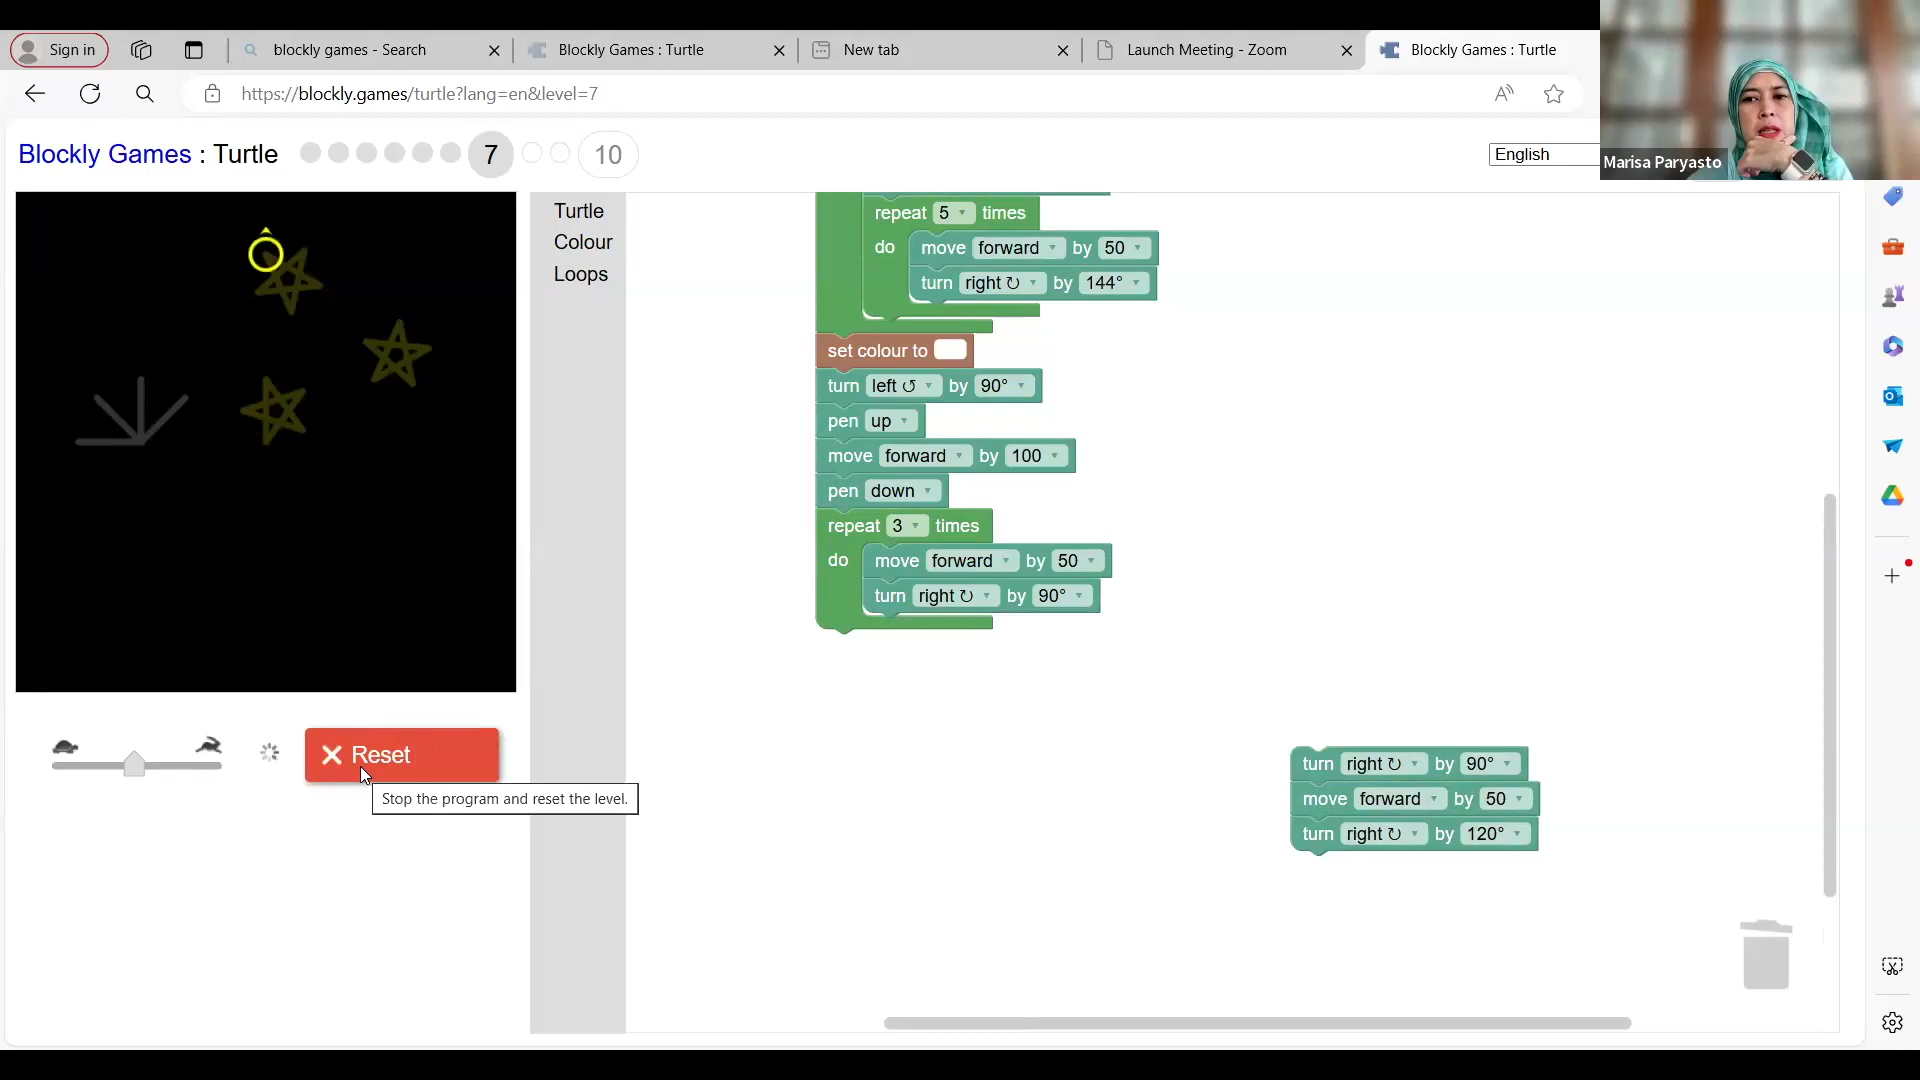 Sign in
blockly games - Search
Blockly Games : Turtle
New tab
Launch Meeting - Zoom
Blockly Games : Turtle
https://blockly.games/turtle?lang=en&level=7
Marisa Paryasto
Blockly Games : Turtle
7
10
English
Turtle
Colour
Loops
repeat 5 times
do move forward by 50
turn right ↻ by 144°
set colour to
turn left ↺ by 90°
pen up
move forward by 100
pen down
repeat 3 times
do move forward by 50
turn right ↻ by 90°
turn right ↻ by 90°
move forward by 50
turn right ↻ by 120°
Reset
Stop the program and reset the level.